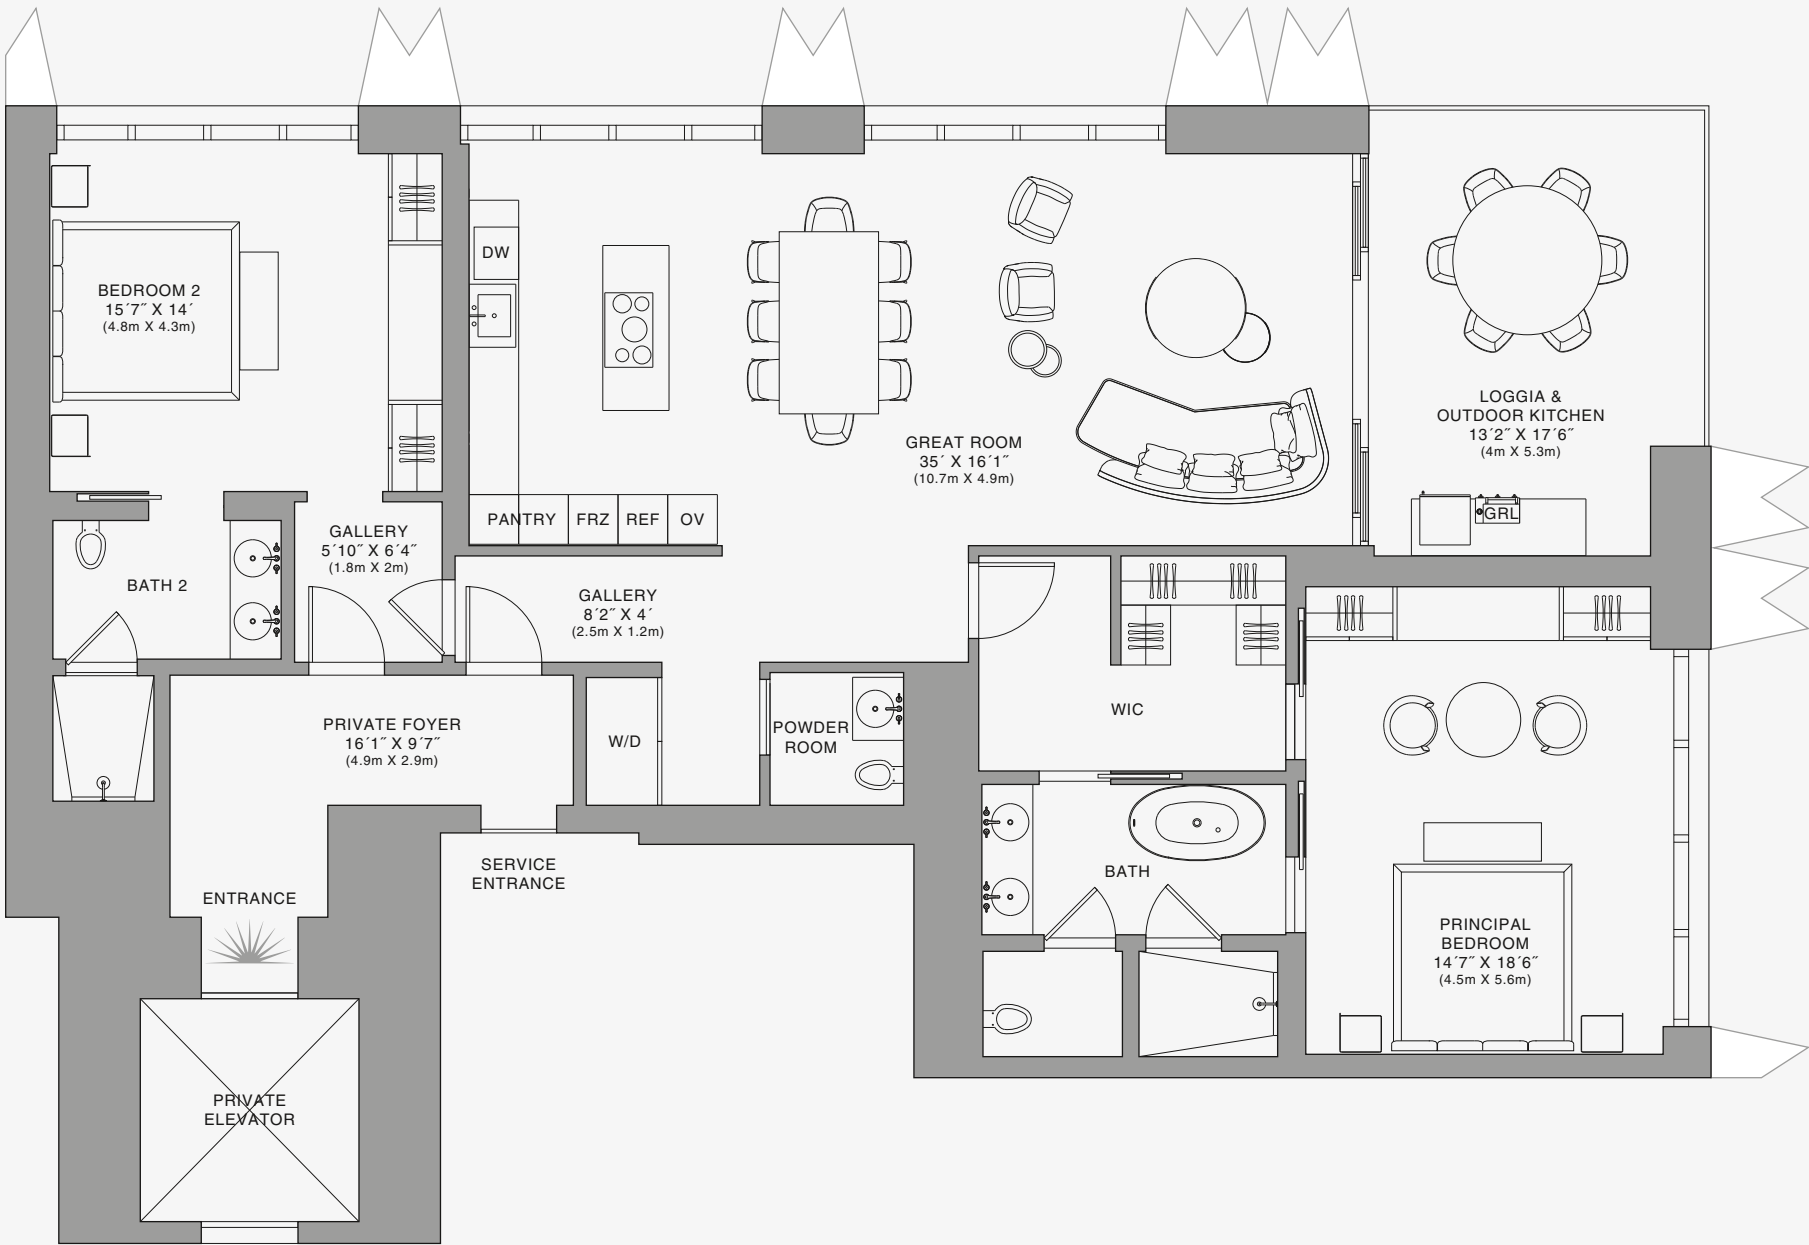 DW
BEDROOM 2
15´7˝ X 14´
(4.8m X 4.3m)
LOGGIA &
OUTDOOR KITCHEN
13´2˝ X 17´6˝
(4m X 5.3m)
GREAT ROOM
35´ X 16´1˝
(10.7m X 4.9m)
PANTRY
FRZ
REF
OV
GRL
GALLERY
5´10˝ X 6´4˝
(1.8m X 2m)
BATH 2
GALLERY
8´2˝ X 4´
(2.5m X 1.2m)
WIC
PRIVATE FOYER
16´1˝ X 9´7˝
(4.9m X 2.9m)
W/D
POWDER
ROOM
BATH
SERVICE
ENTRANCE
ENTRANCE
PRINCIPAL
BEDROOM
14´7˝ X 18´6˝
(4.5m X 5.6m)
PRIVATE
ELEVATOR